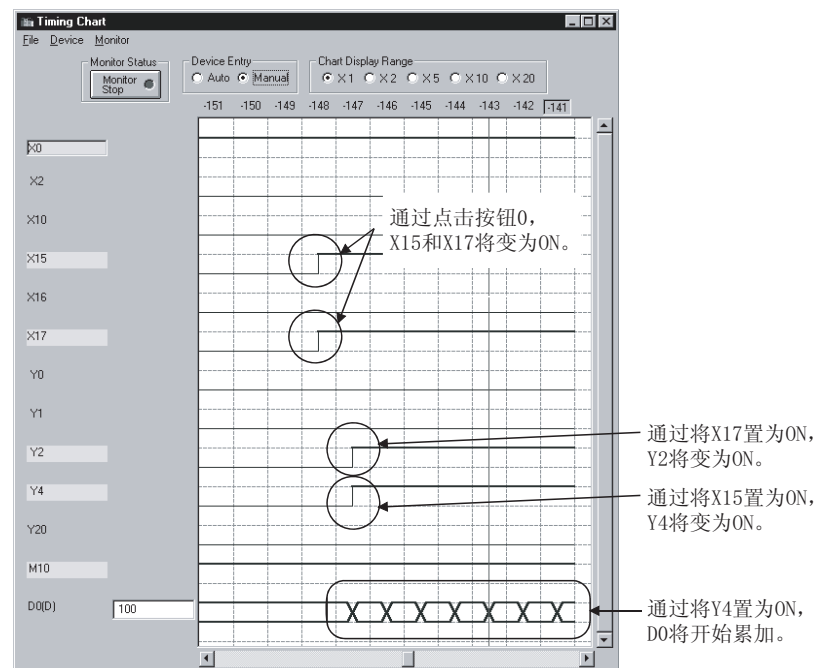 Timing Chart
File Device Monitor
Monitor Status
Monitor Stop
Device Entry
Auto Manual
Chart Display Range
X 1 X 2 X 5 X 10 X 20
-151 -150 -149 -148 -147 -146 -145 -144 -143 -142 -141
X0
X2
X10
通过点击按钮0，
X15和X17将变为ON。
X15
X16
X17
Y0
Y1
通过将X17置为ON，
Y2将变为ON。
Y2
Y4
通过将X15置为ON，
Y4将变为ON。
Y20
M10
D0(D) 100
通过将Y4置为ON，
D0将开始累加。